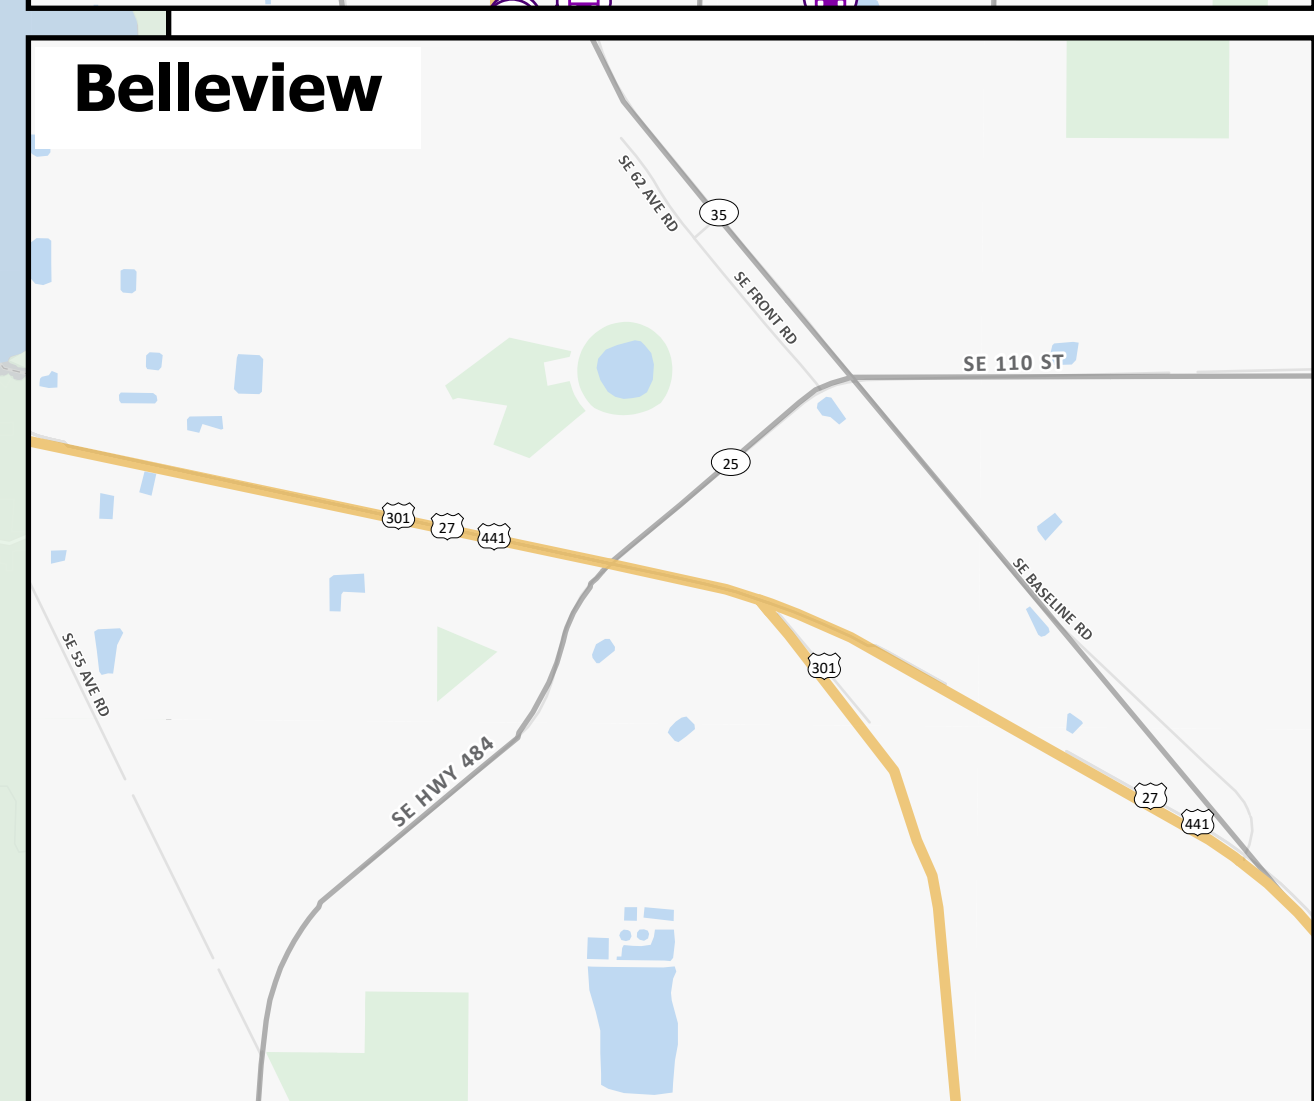 Belleview
SE 62 AVE RD
35
SE FRONT RD
SE 110 ST
25
301
27
441
SE BASELINE RD
SE 55 AVE RD
301
SE HWY 484
27
441